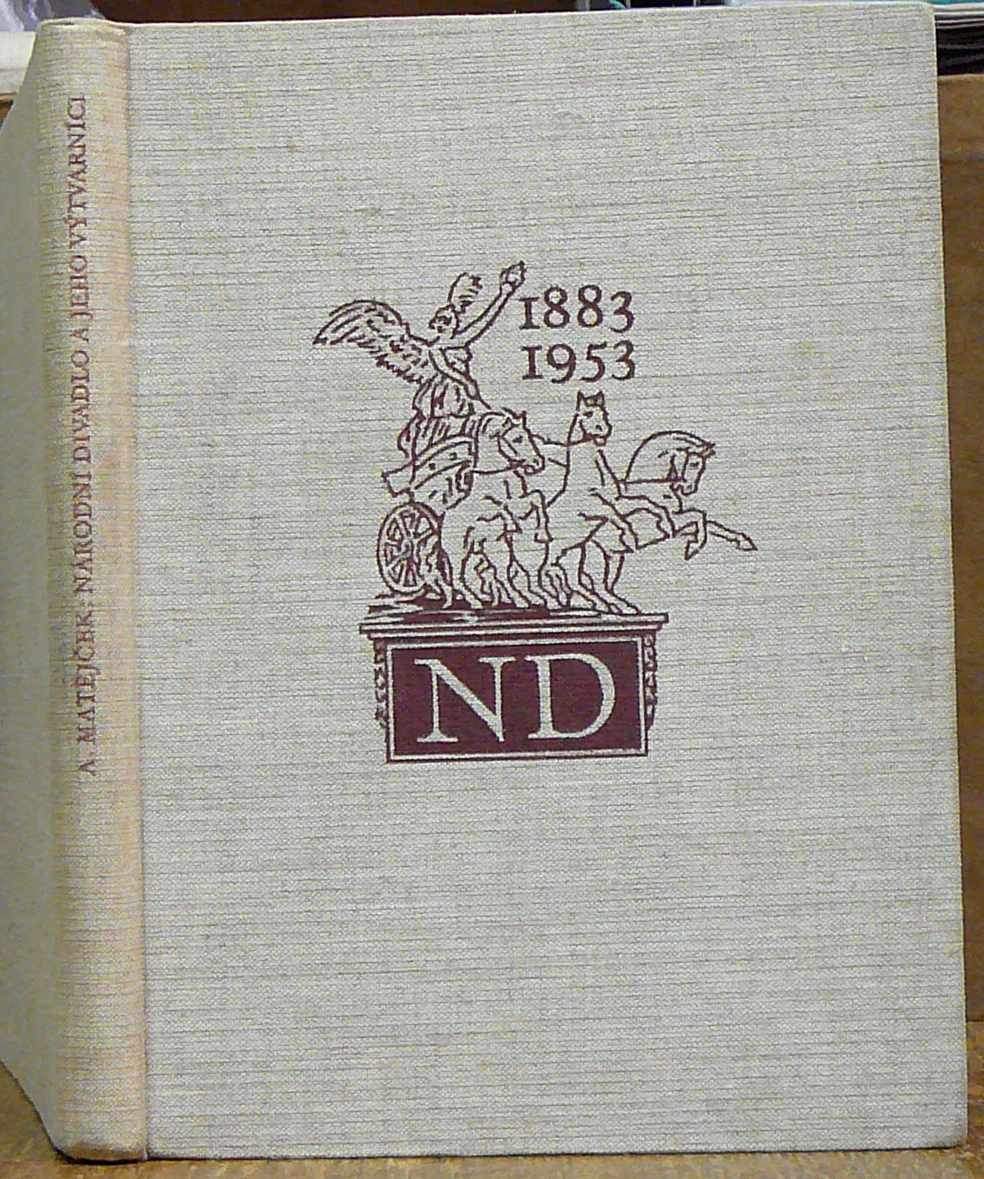 A. MATĚJČEK: NÁRODNÍ DIVADLO A JEHO VÝTVARNÍCI
1883
1953
ND